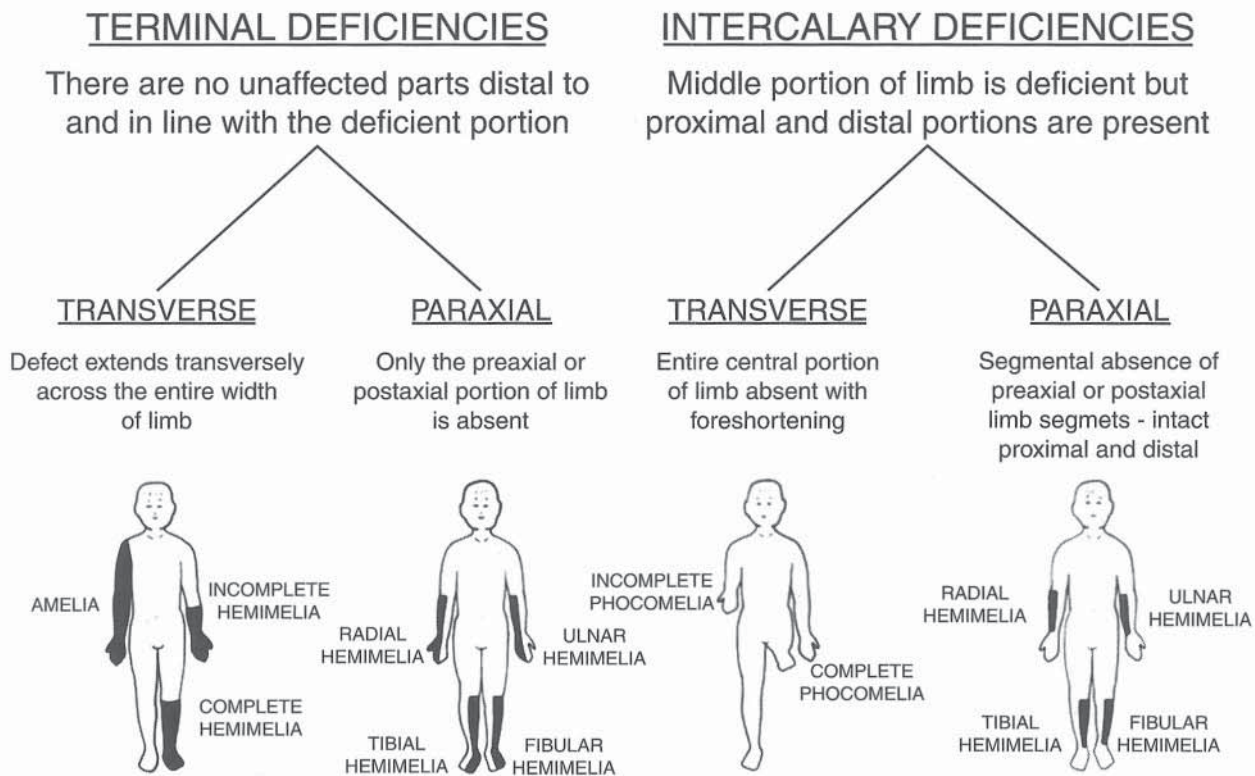 TERMINAL DEFICIENCIES
There are no unaffected parts distal to
and in line with the deficient portion
INTERCALARY DEFICIENCIES
Middle portion of limb is deficient but
proximal and distal portions are present
TRANSVERSE
Defect extends transversely
across the entire width
of limb
PARAXIAL
Only the preaxial or
postaxial portion of limb
is absent
TRANSVERSE
Entire central portion
of limb absent with
foreshortening
PARAXIAL
Segmental absence of
preaxial or postaxial
limb segmets - intact
proximal and distal
AMELIA
INCOMPLETE
HEMIMELIA
COMPLETE
HEMIMELIA
RADIAL
HEMIMELIA
ULNAR
HEMIMELIA
TIBIAL
HEMIMELIA
FIBULAR
HEMIMELIA
INCOMPLETE
PHOCOMELIA
COMPLETE
PHOCOMELIA
RADIAL
HEMIMELIA
ULNAR
HEMIMELIA
TIBIAL
HEMIMELIA
FIBULAR
HEMIMELIA